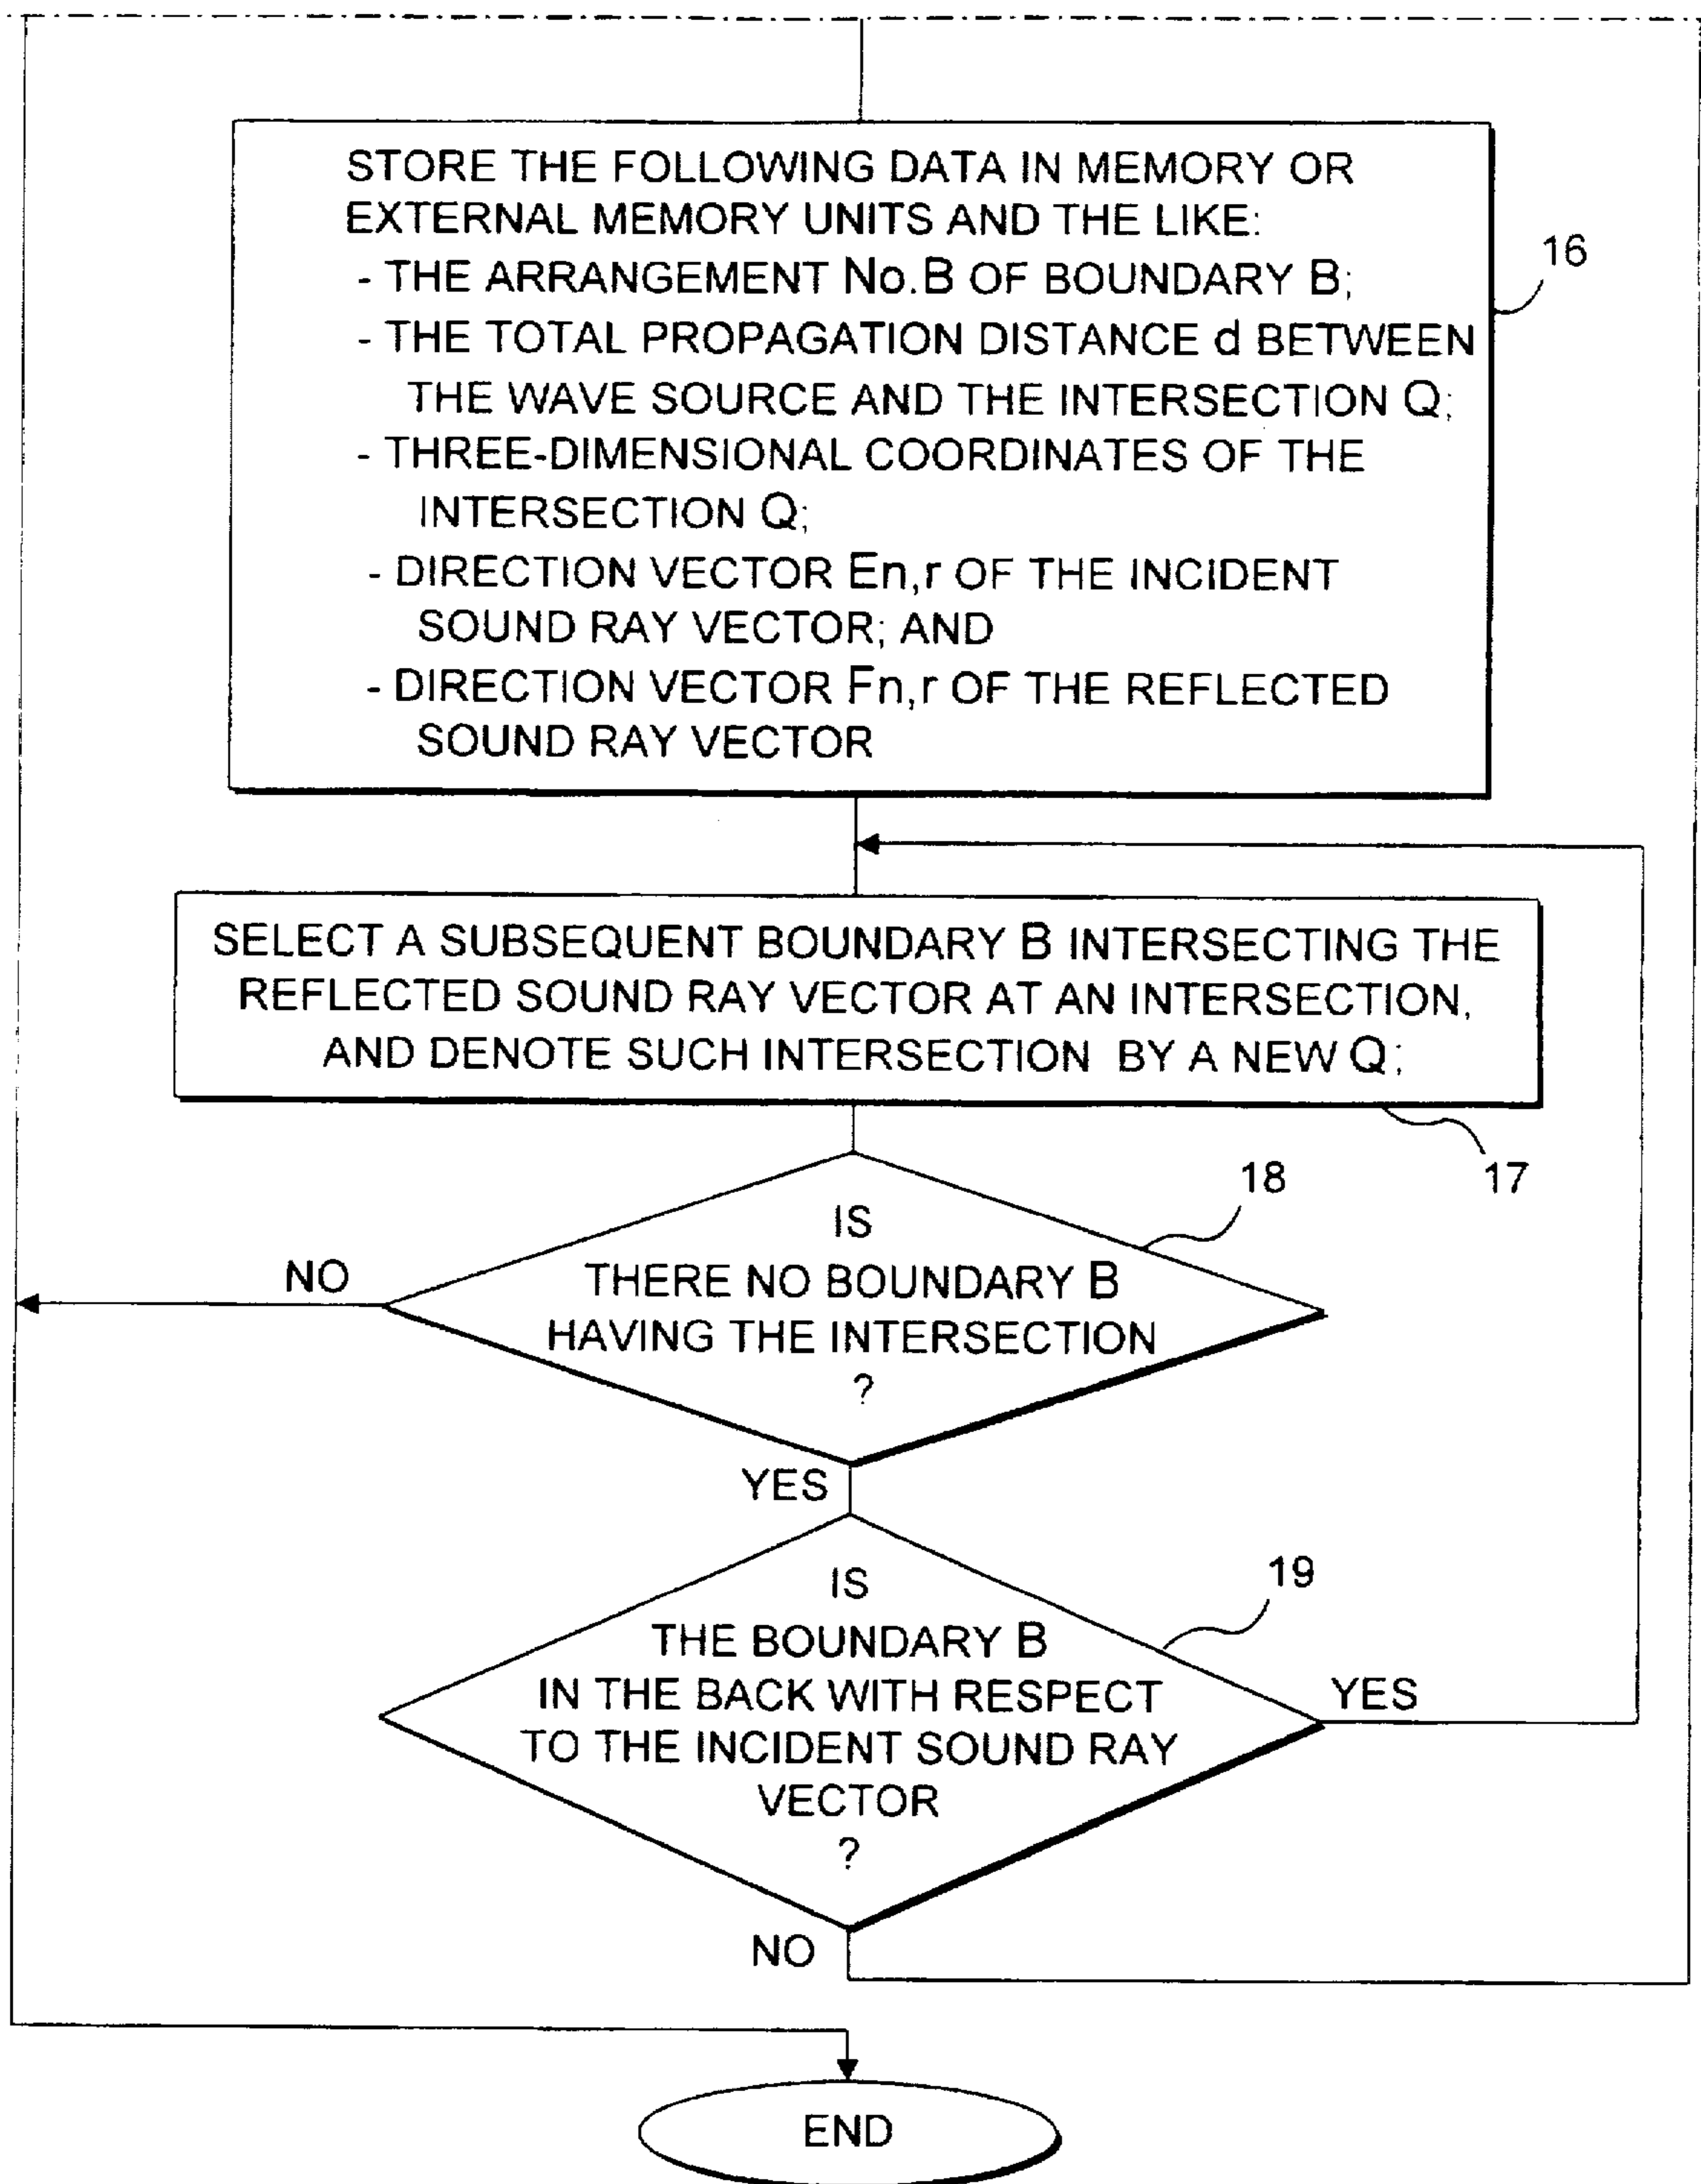 STORE THE FOLLOWING DATA IN MEMORY OR
EXTERNAL MEMORY UNITS AND THE LIKE:
- THE ARRANGEMENT No.B OF BOUNDARY B;
- THE TOTAL PROPAGATION DISTANCE d BETWEEN
THE WAVE SOURCE AND THE INTERSECTION Q;
- THREE-DIMENSIONAL COORDINATES OF THE
INTERSECTION Q;
- DIRECTION VECTOR En,r OF THE INCIDENT
SOUND RAY VECTOR; AND
- DIRECTION VECTOR Fn,r OF THE REFLECTED
SOUND RAY VECTOR
16
SELECT A SUBSEQUENT BOUNDARY B INTERSECTING THE
REFLECTED SOUND RAY VECTOR AT AN INTERSECTION,
AND DENOTE SUCH INTERSECTION BY A NEW Q;
17
18
IS
THERE NO BOUNDARY B
HAVING THE INTERSECTION
?
NO
YES
19
IS
THE BOUNDARY B
IN THE BACK WITH RESPECT
TO THE INCIDENT SOUND RAY
VECTOR
?
YES
NO
END